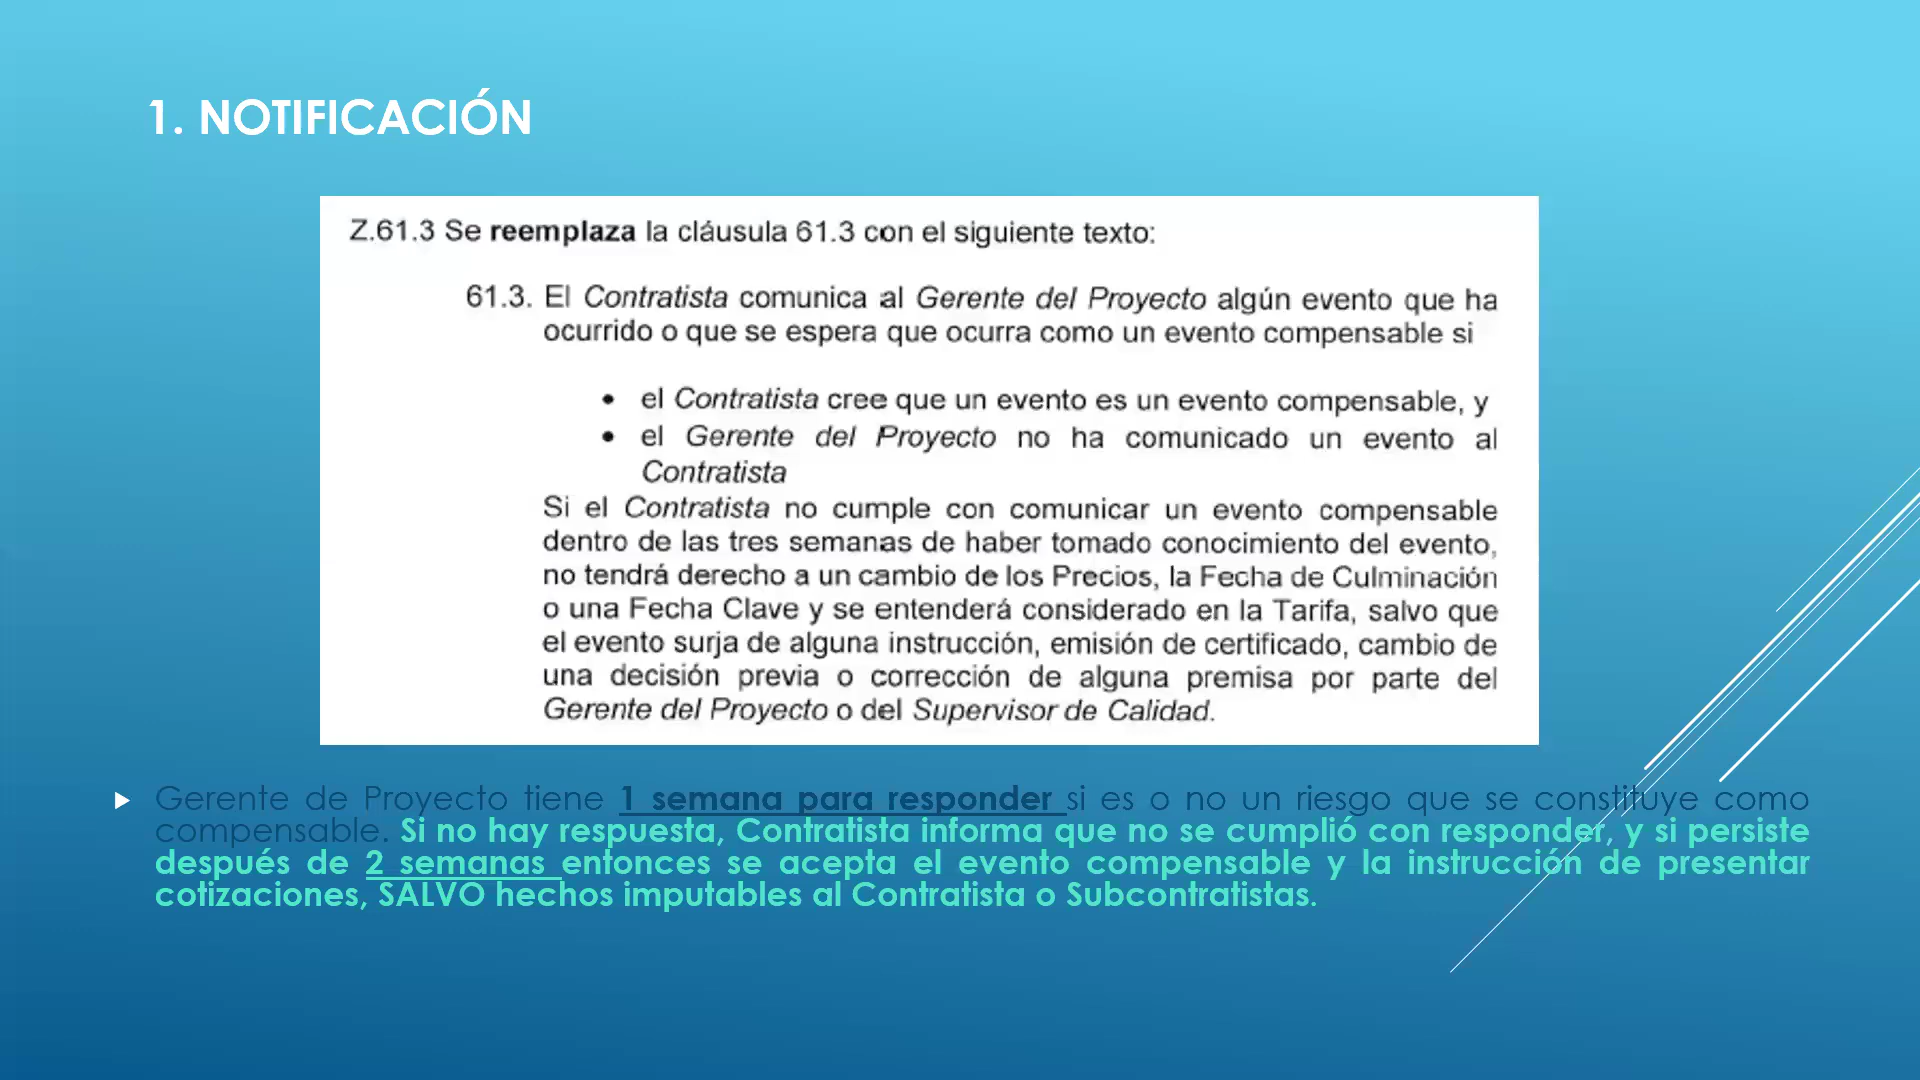 1. NOTIFICACIÓN
Z.61.3 Se reemplaza la cláusula 61.3 con el siguiente texto:
61.3. El Contratista comunica al Gerente del Proyecto algún evento que ha
ocurrido o que se espera que ocurra como un evento compensable si
• el Contratista cree que un evento es un evento compensable, y
• el Gerente del Proyecto no ha comunicado un evento al
Contratista
Si el Contratista no cumple con comunicar un evento compensable
dentro de las tres semanas de haber tomado conocimiento del evento,
no tendrá derecho a un cambio de los Precios, la Fecha de Culminación
o una Fecha Clave y se entenderá considerado en la Tarifa, salvo que
el evento surja de alguna instrucción, emisión de certificado, cambio de
una decisión previa o corrección de alguna premisa por parte del
Gerente del Proyecto o del Supervisor de Calidad.
Gerente de Proyecto tiene 1 semana para responder si es o no un riesgo que se constituye como
compensable. Si no hay respuesta, Contratista informa que no se cumplió con responder, y si persiste
después de 2 semanas entonces se acepta el evento compensable y la instrucción de presentar
cotizaciones, SALVO hechos imputables al Contratista o Subcontratistas.